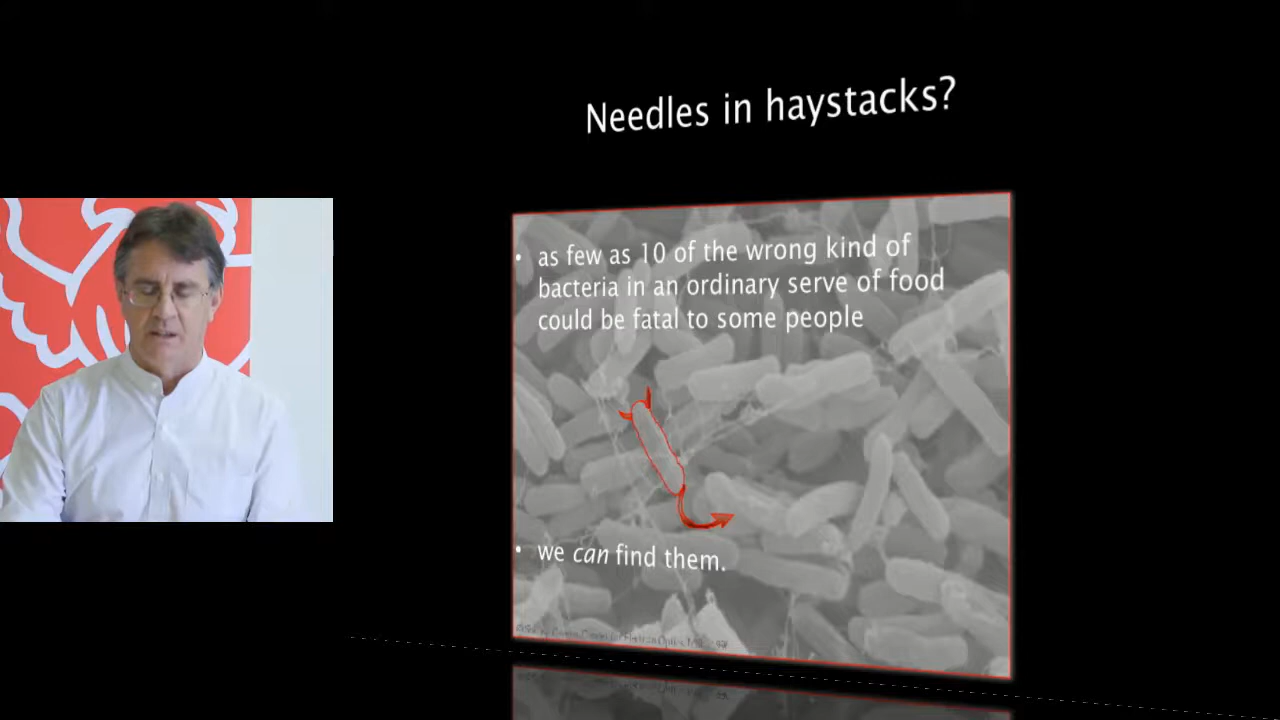 Needles in haystacks?
• as few as 10 of the wrong kind of
bacteria in an ordinary serve of food
could be fatal to some people
• we can find them.